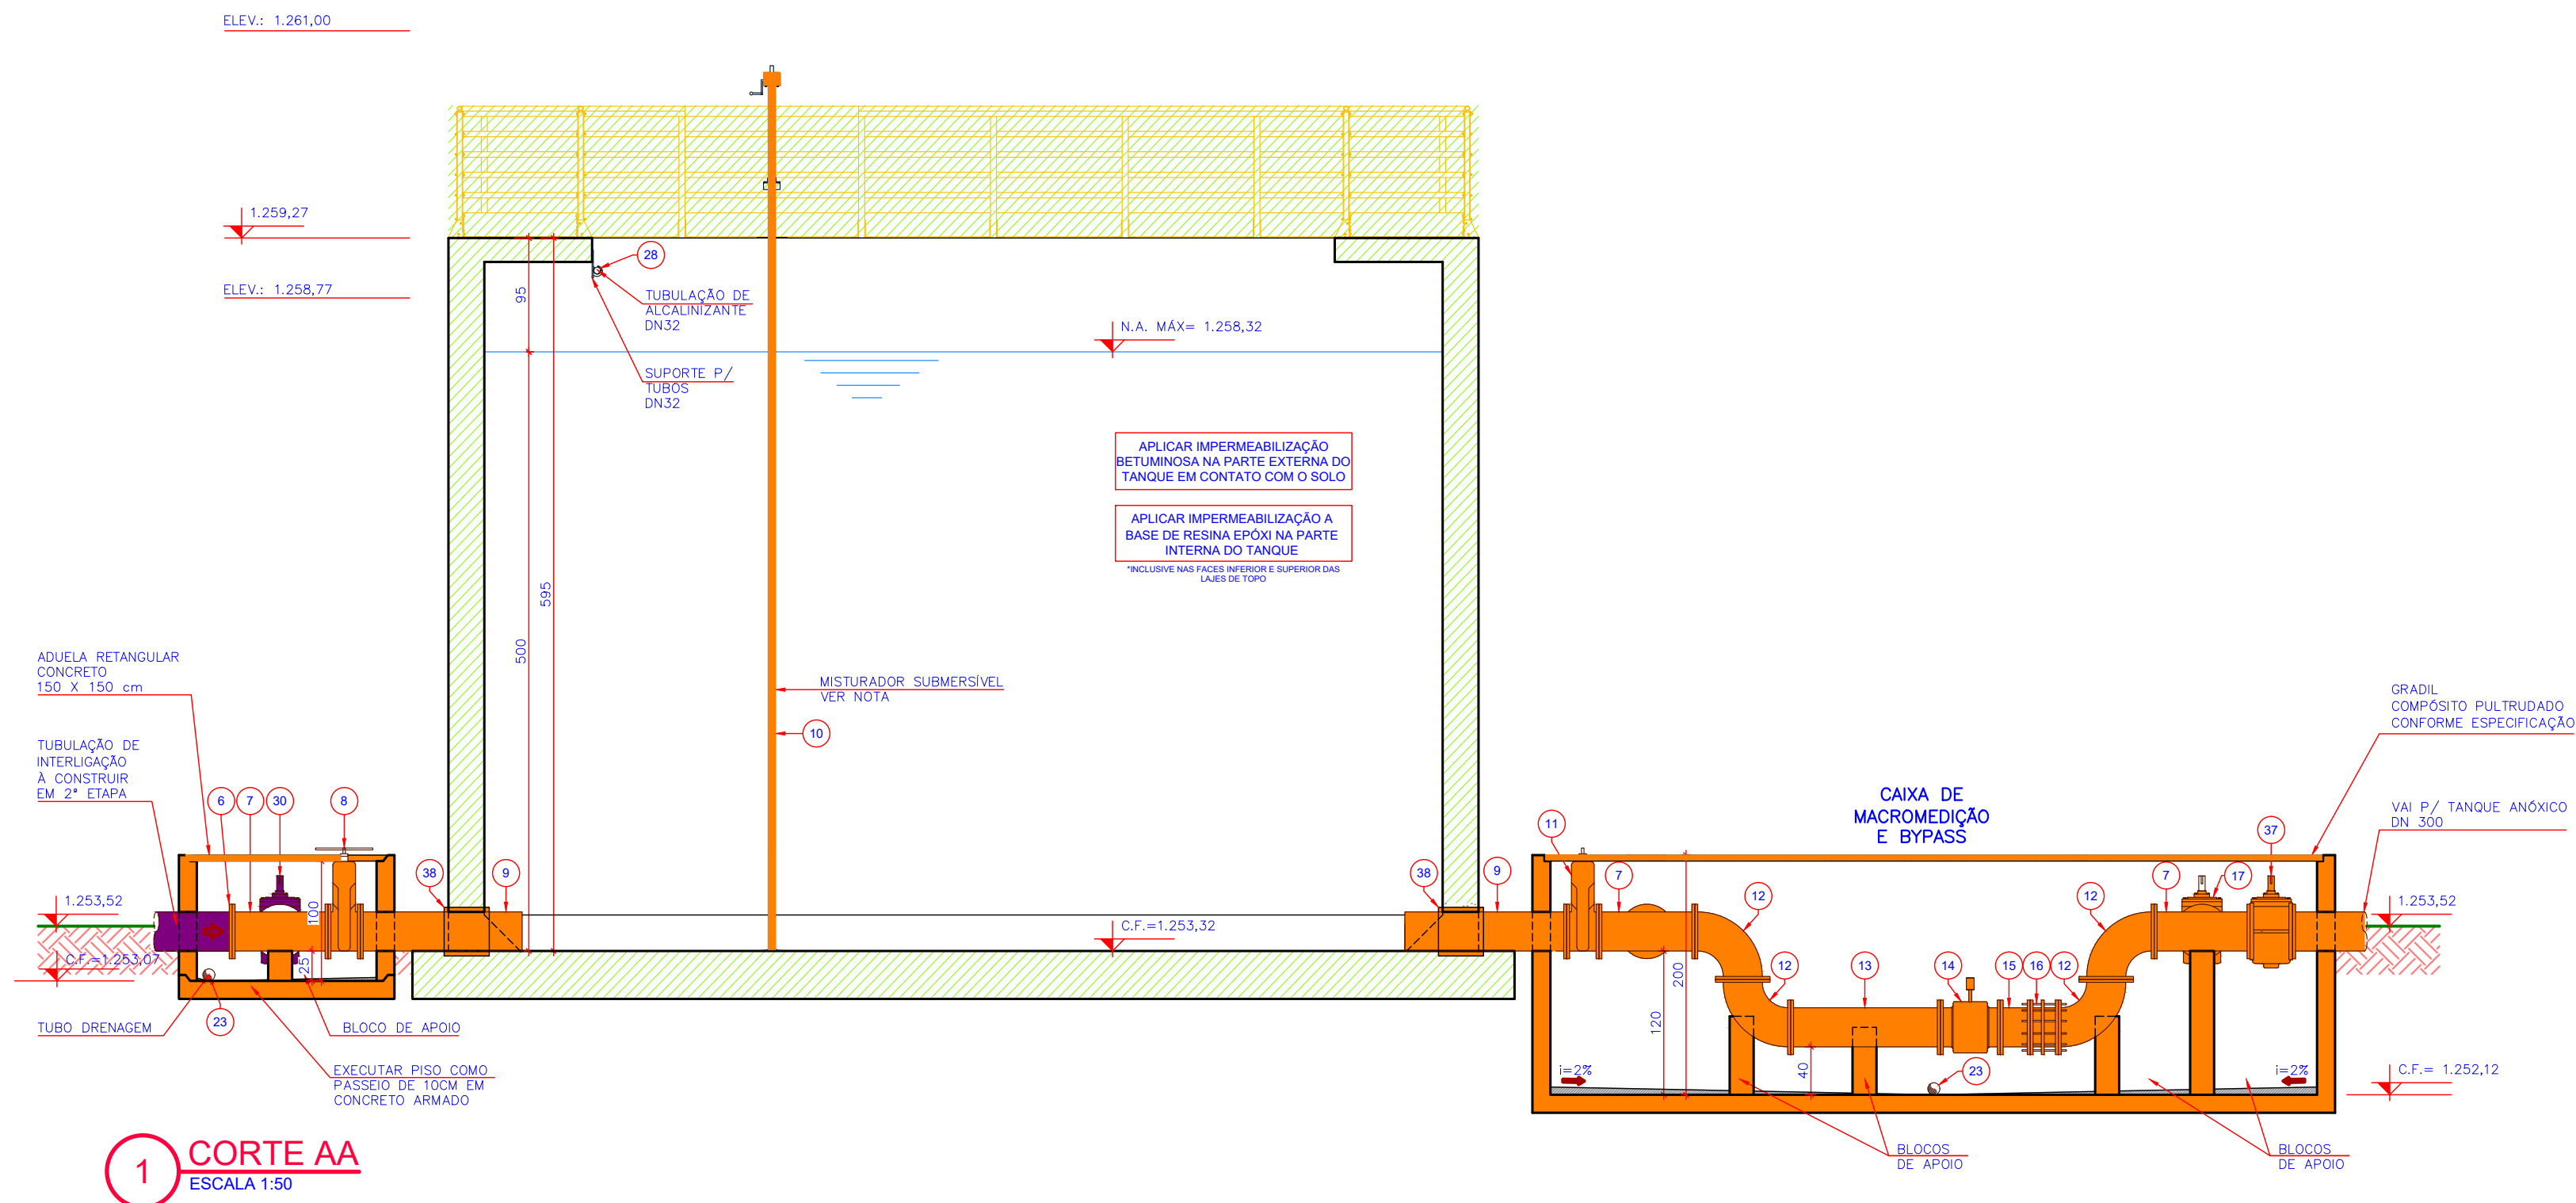 ELEV.: 1.261,00
1.259,27
ELEV.: 1.258,77
28
TUBULAÇÃO DE
ALCALINIZANTE
DN32
95
N.A. MÁX= 1.258,32
SUPORTE P/
TUBOS
DN32
APLICAR IMPERMEABILIZAÇÃO
BETUMINOSA NA PARTE EXTERNA DO
TANQUE EM CONTATO COM O SOLO
APLICAR IMPERMEABILIZAÇÃO A
BASE DE RESINA EPÓXI NA PARTE
INTERNA DO TANQUE
*INCLUSIVE NAS FACES INFERIOR E SUPERIOR DAS
LAJES DE TOPO
595
500
MISTURADOR SUBMERSÍVEL
VER NOTA
10
ADUELA RETANGULAR
CONCRETO
150 X 150 cm
TUBULAÇÃO DE
INTERLIGAÇÃO
À CONSTRUIR
EM 2ª ETAPA
6
7
30
8
38
9
1.253,52
C.F.=1.253,07
100
25
TUBO DRENAGEM
23
BLOCO DE APOIO
EXECUTAR PISO COMO
PASSEIO DE 10CM EM
CONCRETO ARMADO
C.F.=1.253,32
38
9
11
7
12
CAIXA DE
MACROMEDIÇÃO
E BYPASS
12
7
17
37
GRADIL
COMPÓSITO PULTRUDADO
CONFORME ESPECIFICAÇÃO
VAI P/ TANQUE ANÓXICO
DN 300
1.253,52
200
120
12
13
14
15
16
12
40
23
i=2%
i=2%
C.F.= 1.252,12
BLOCOS
DE APOIO
BLOCOS
DE APOIO
1
CORTE AA
ESCALA 1:50